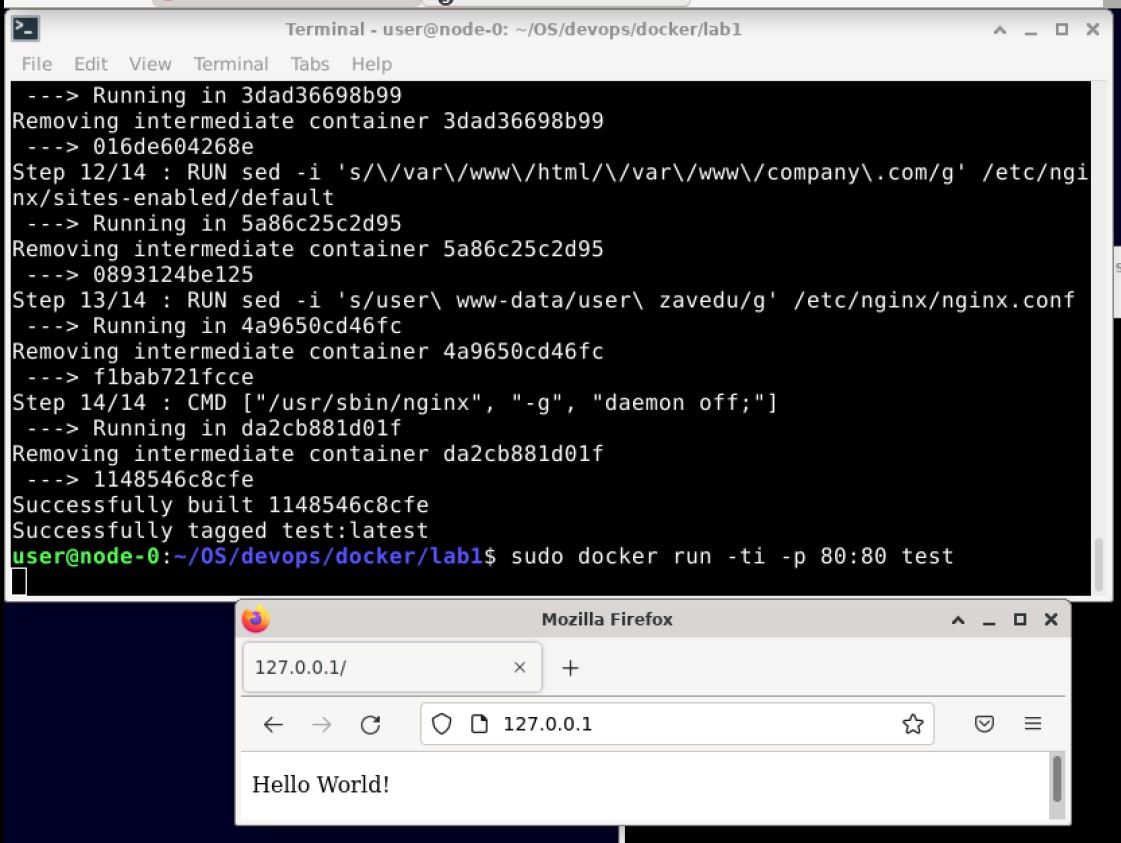 Terminal - user@node-0: ~/OS/devops/docker/lab1
File Edit View Terminal Tabs Help
---> Running in 3dad36698b99
Removing intermediate container 3dad36698b99
---> 016de604268e
Step 12/14 : RUN sed -i 's/\/var\/www\/html/\/var\/www\/company\.com/g' /etc/ngi
nx/sites-enabled/default
---> Running in 5a86c25c2d95
Removing intermediate container 5a86c25c2d95
---> 0893124be125
Step 13/14 : RUN sed -i 's/user\ www-data/user\ zavedu/g' /etc/nginx/nginx.conf
---> Running in 4a9650cd46fc
Removing intermediate container 4a9650cd46fc
---> f1bab721fcce
Step 14/14 : CMD ["/usr/sbin/nginx", "-g", "daemon off;"]
---> Running in da2cb881d01f
Removing intermediate container da2cb881d01f
---> 1148546c8cfe
Successfully built 1148546c8cfe
Successfully tagged test:latest
user@node-0:~/OS/devops/docker/lab1$ sudo docker run -ti -p 80:80 test
Mozilla Firefox
127.0.0.1/
127.0.0.1
Hello World!